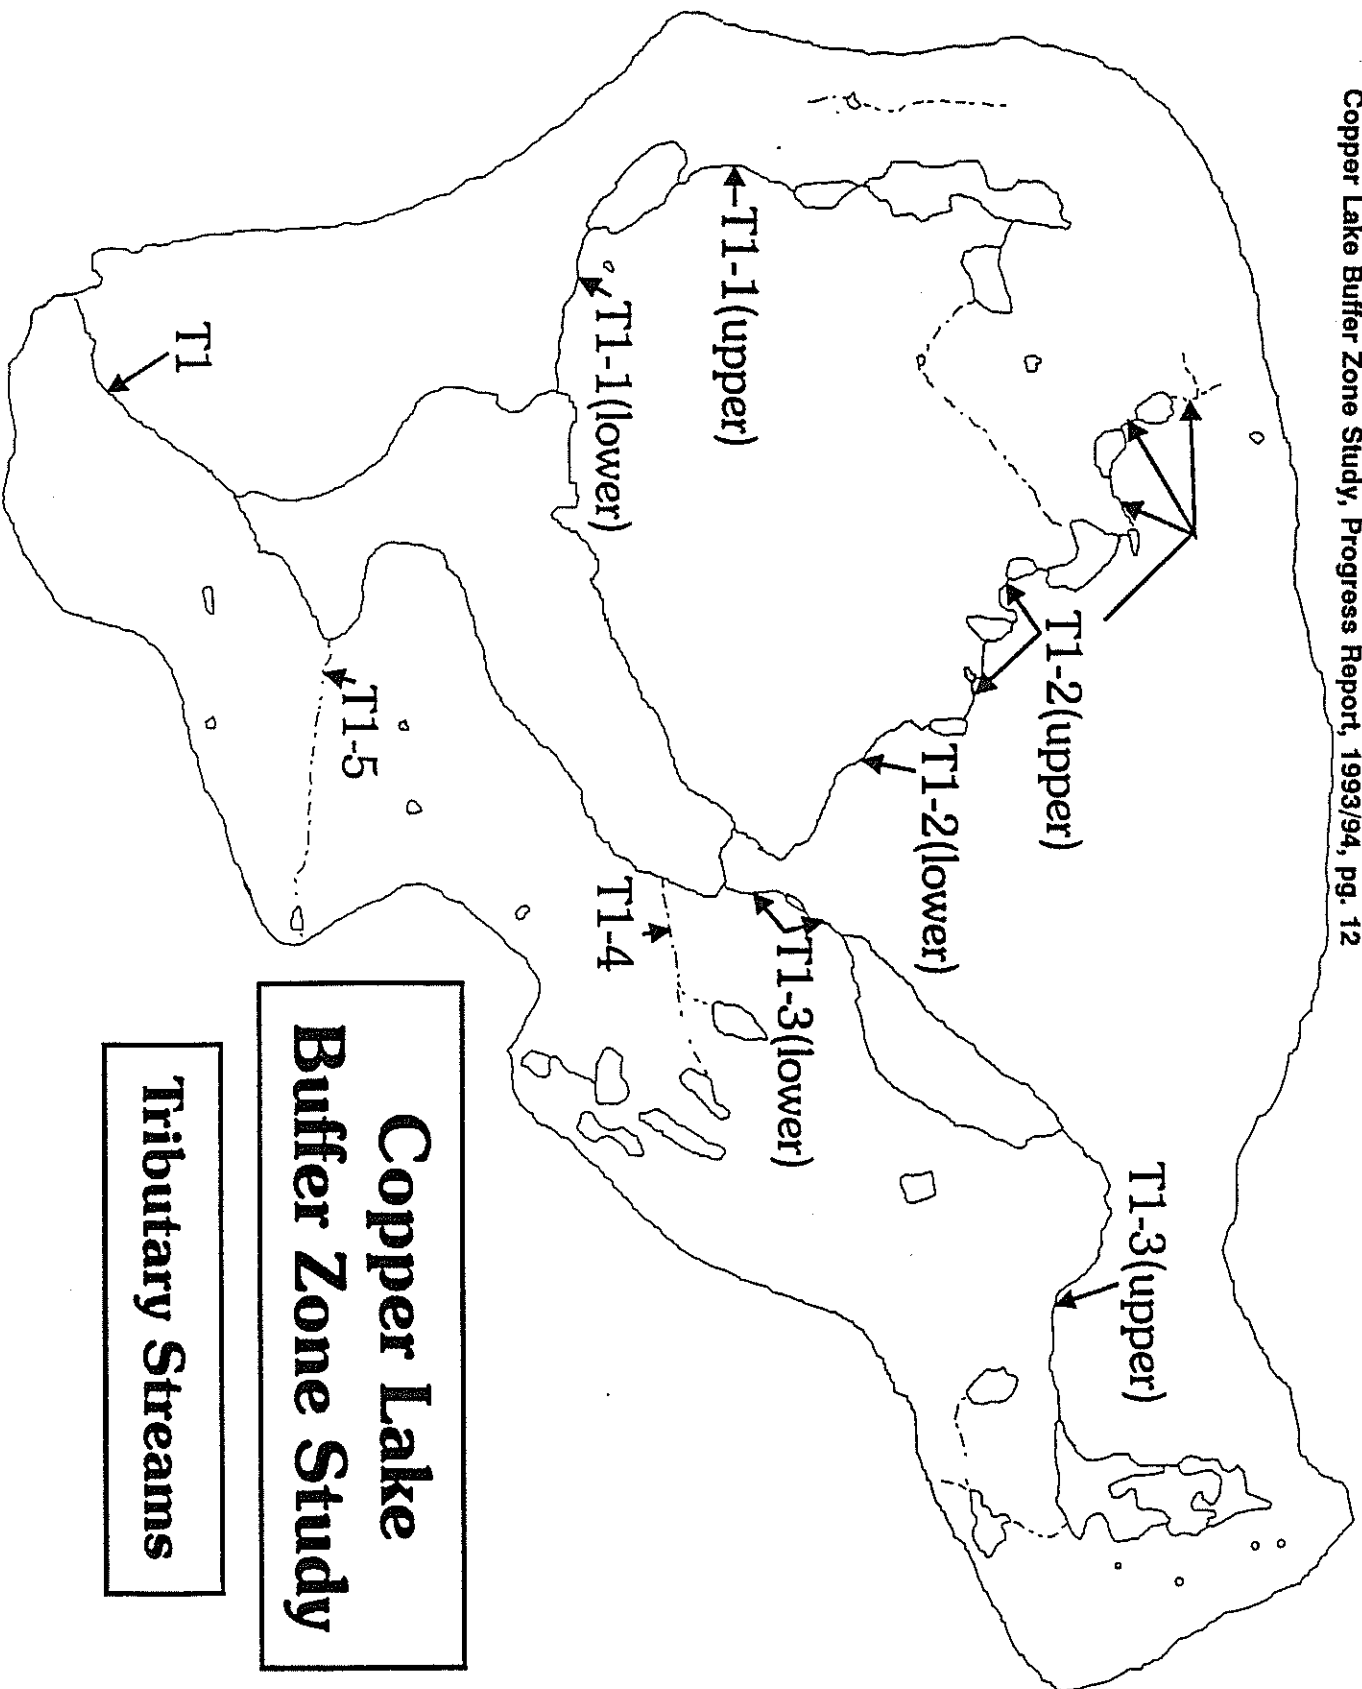 Copper Lake Buffer Zone Study, Progress Report, 1993/94, pg. 12
T1-3(upper)
T1-2(upper)
T1-2(lower)
T1-3(lower)
T1-1(upper)
T1-1(lower)
T1-4
T1-5
T1
Copper Lake
Buffer Zone Study
Tributary Streams